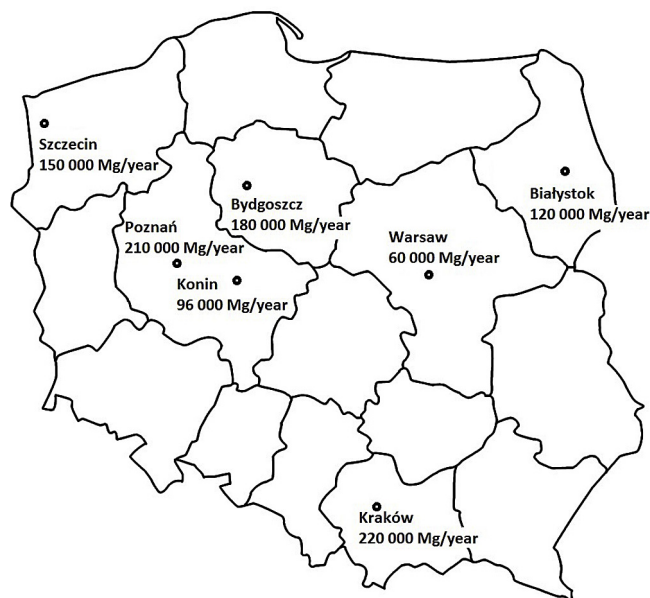 Szczecin
150 000 Mg/year
Bydgoszcz
180 000 Mg/year
Białystok
120 000 Mg/year
Poznań
210 000 Mg/year
Warsaw
60 000 Mg/year
Konin
96 000 Mg/year
Kraków
220 000 Mg/year